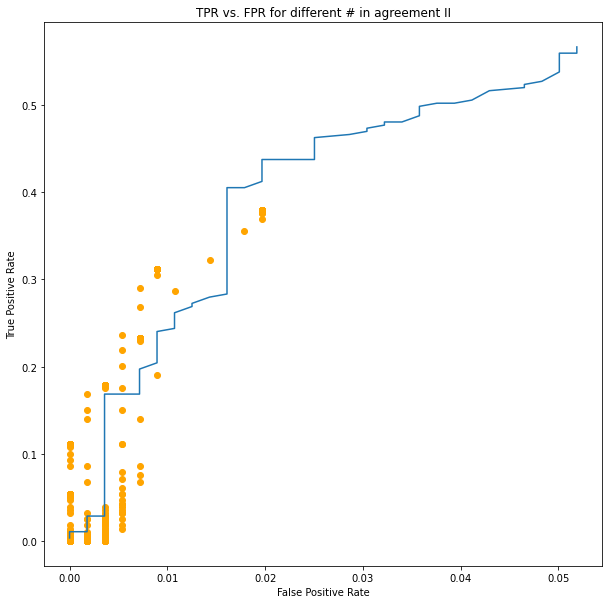 TPR vs. FPR for different # in agreement II
True Positive Rate
0.5
0.4
0.3
0.2
0.1
0.0
0.00 0.01 0.02 0.03 0.04 0.05
False Positive Rate